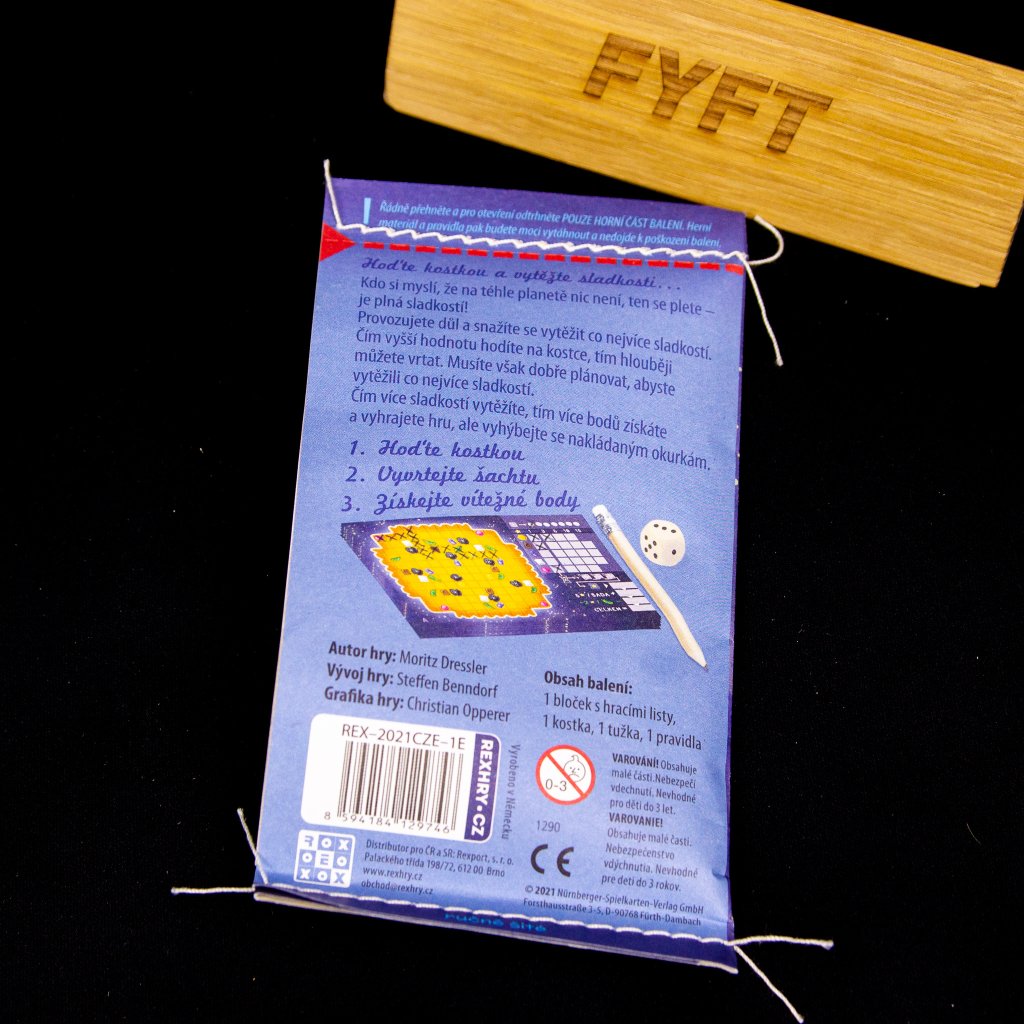 FYFT
Řádně přehněte a pro otevření odtrhněte POUZE HORNÍ ČÁST BALENÍ. Herní
materiál a pravidla pak budete moci vytáhnout a nedojde k poškození balení.
Hoďte kostkou a vytěžte sladkosti...
Kdo si myslí, že na téhle planetě nic není, ten se plete –
je plná sladkostí!
Provozujete důl a snažíte se vytěžit co nejvíce sladkostí.
Čím vyšší hodnotu hodíte na kostce, tím hlouběji
můžete vrtat. Musíte však dobře plánovat, abyste
vytěžili co nejvíce sladkostí.
Čím více sladkostí vytěžíte, tím více bodů získáte
a vyhrajete hru, ale vyhýbejte se nakládaným okurkám.
1. Hoďte kostkou
2. Vyvrtejte šachtu
3. Získejte vítězné body
CELKEM =
Autor hry: Moritz Dressler
Vývoj hry: Steffen Benndorf
Grafika hry: Christian Opperer
Obsah balení:
1 bloček s hracími listy,
1 kostka, 1 tužka, 1 pravidla
REX–2021CZE–1E
8 594184 129746
REXHRY•CZ
Vyrobeno v Německu
0-3
1290
CE
VAROVÁNÍ! Obsahuje
malé části. Nebezpečí
vdechnutí. Nevhodné
pro děti do 3 let.
VAROVANIE!
Obsahuje malé časti.
Nebezpečenstvo
vdýchnutia. Nevhodné
pre deti do 3 rokov.
Distributor pro ČR a SR: Rexport, s. r. o.
Palackého třída 198/72, 612 00 Brno
www.rexhry.cz
obchod@rexhry.cz
© 2021 Nürnberger-Spielkarten-Verlag GmbH
Forsthausstraße 3-5, D-90768 Fürth-Dambach
ručně šité